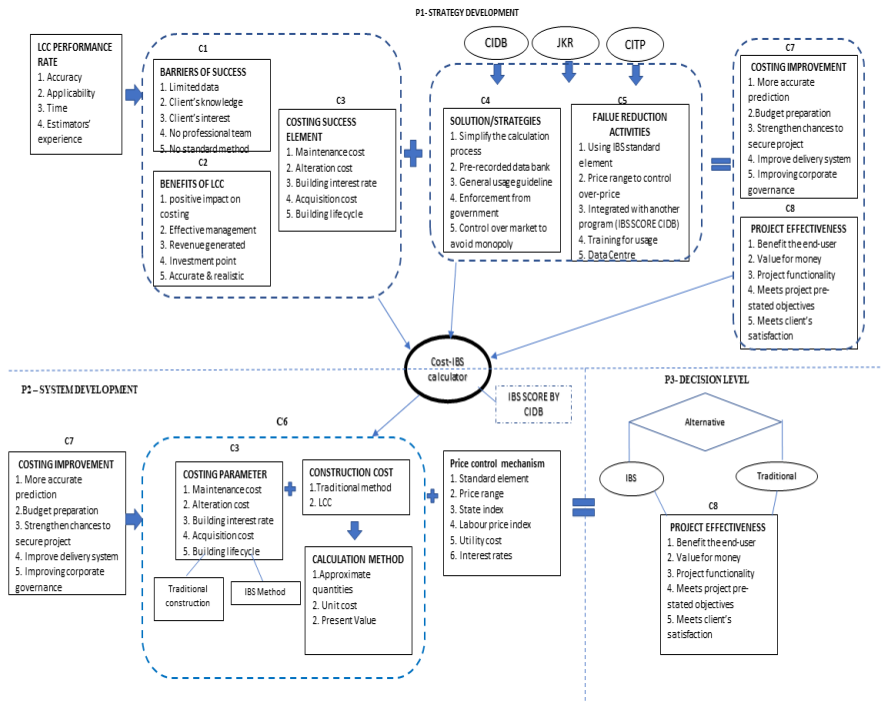 P1- STRATEGY DEVELOPMENT
LCC PERFORMANCE
RATE
1. Accuracy
2. Applicability
3. Time
4. Estimators'
experience
C1
BARRIERS OF SUCCESS
1. Limited data
2. Client's knowledge
3. Client's interest
4. No professional team
5. No standard method
C2
BENEFITS OF LCC
1. positive impact on
costing
2. Effective management
3. Revenue generated
4. Investment point
5. Accurate & realistic
C3
COSTING SUCCESS
ELEMENT
1. Maintenance cost
2. Alteration cost
3. Building interest rate
4. Acquisition cost
5. Building lifecycle
CIDB
JKR
CITP
C4
SOLUTION/STRATEGIES
1. Simplify the calculation
process
2. Pre-recorded data bank
3. General usage guideline
4. Enforcement from
government
5. Control over market to
avoid monopoly
C5
FAILUE REDUCTION
ACTIVITIES
1. Using IBS standard
element
2. Price range to control
over-price
3. Integrated with another
program (IBS SCORE CIDB)
4. Training for usage
5. Data Centre
C7
COSTING IMPROVEMENT
1. More accurate
prediction
2.Budget preparation
3. Strengthen chances to
secure project
4. Improve delivery system
5. Improving corporate
governance
C8
PROJECT EFFECTIVENESS
1. Benefit the end-user
2. Value for money
3. Project functionality
4. Meets project pre-
stated objectives
5. Meets client's
satisfaction
Cost-IBS
calculator
IBS SCORE BY
CIDB
P2 – SYSTEM DEVELOPMENT
C7
COSTING IMPROVEMENT
1. More accurate
prediction
2.Budget preparation
3. Strengthen chances to
secure project
4. Improve delivery system
5. Improving corporate
governance
C6
C3
COSTING PARAMETER
1. Maintenance cost
2. Alteration cost
3. Building interest rate
4. Acquisition cost
5. Building life cycle
Traditional
construction
IBS Method
CONSTRUCTION COST
1.Traditional method
2. LCC
CALCULATION METHOD
1.Approximate
quantities
2. Unit cost
2. Present Value
Price control mechanism
1. Standard element
2. Price range
3. State index
4. Labour price index
5. Utility cost
6. Interest rates
P3- DECISION LEVEL
Alternative
IBS
Traditional
C8
PROJECT EFFECTIVENESS
1. Benefit the end-user
2. Value for money
3. Project functionality
4. Meets project pre-
stated objectives
5. Meets client's
satisfaction